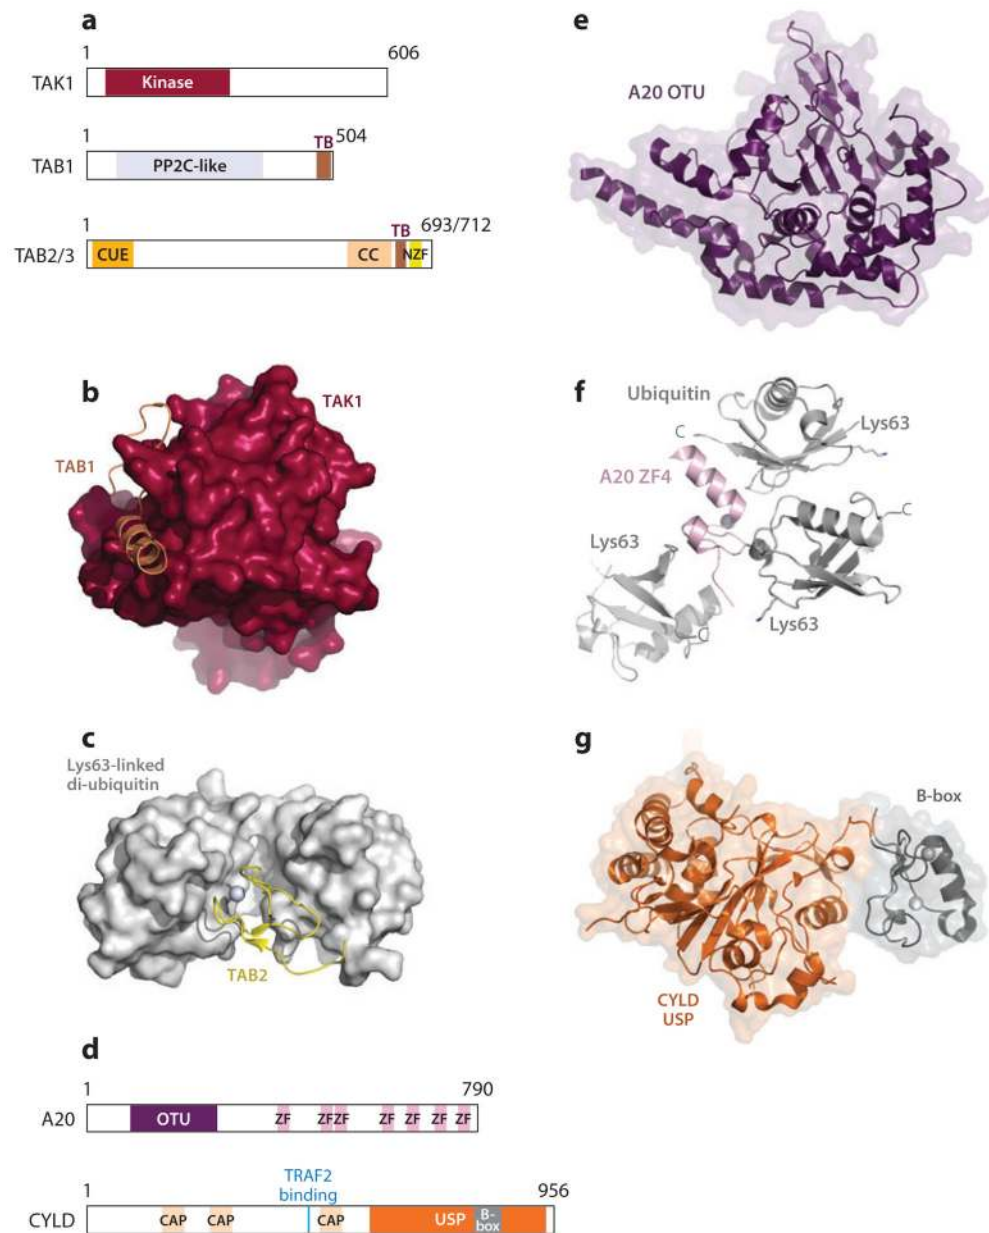 a
1 606
TAK1 Kinase
1 TB 504
TAB1 PP2C-like
1 TB 693/712
TAB2/3 CUE CC NZF
b
TAK1
TAB1
c
Lys63-linked
di-ubiquitin
TAB2
d
1 790
A20 OTU ZF ZF ZF ZF ZF ZF ZF
TRAF2
binding
1 956
CYLD CAP CAP CAP USP B-
box
e
A20 OTU
f
Ubiquitin
Lys63
C
A20 ZF4
C
Lys63
Lys63
C
g
B-box
CYLD
USP